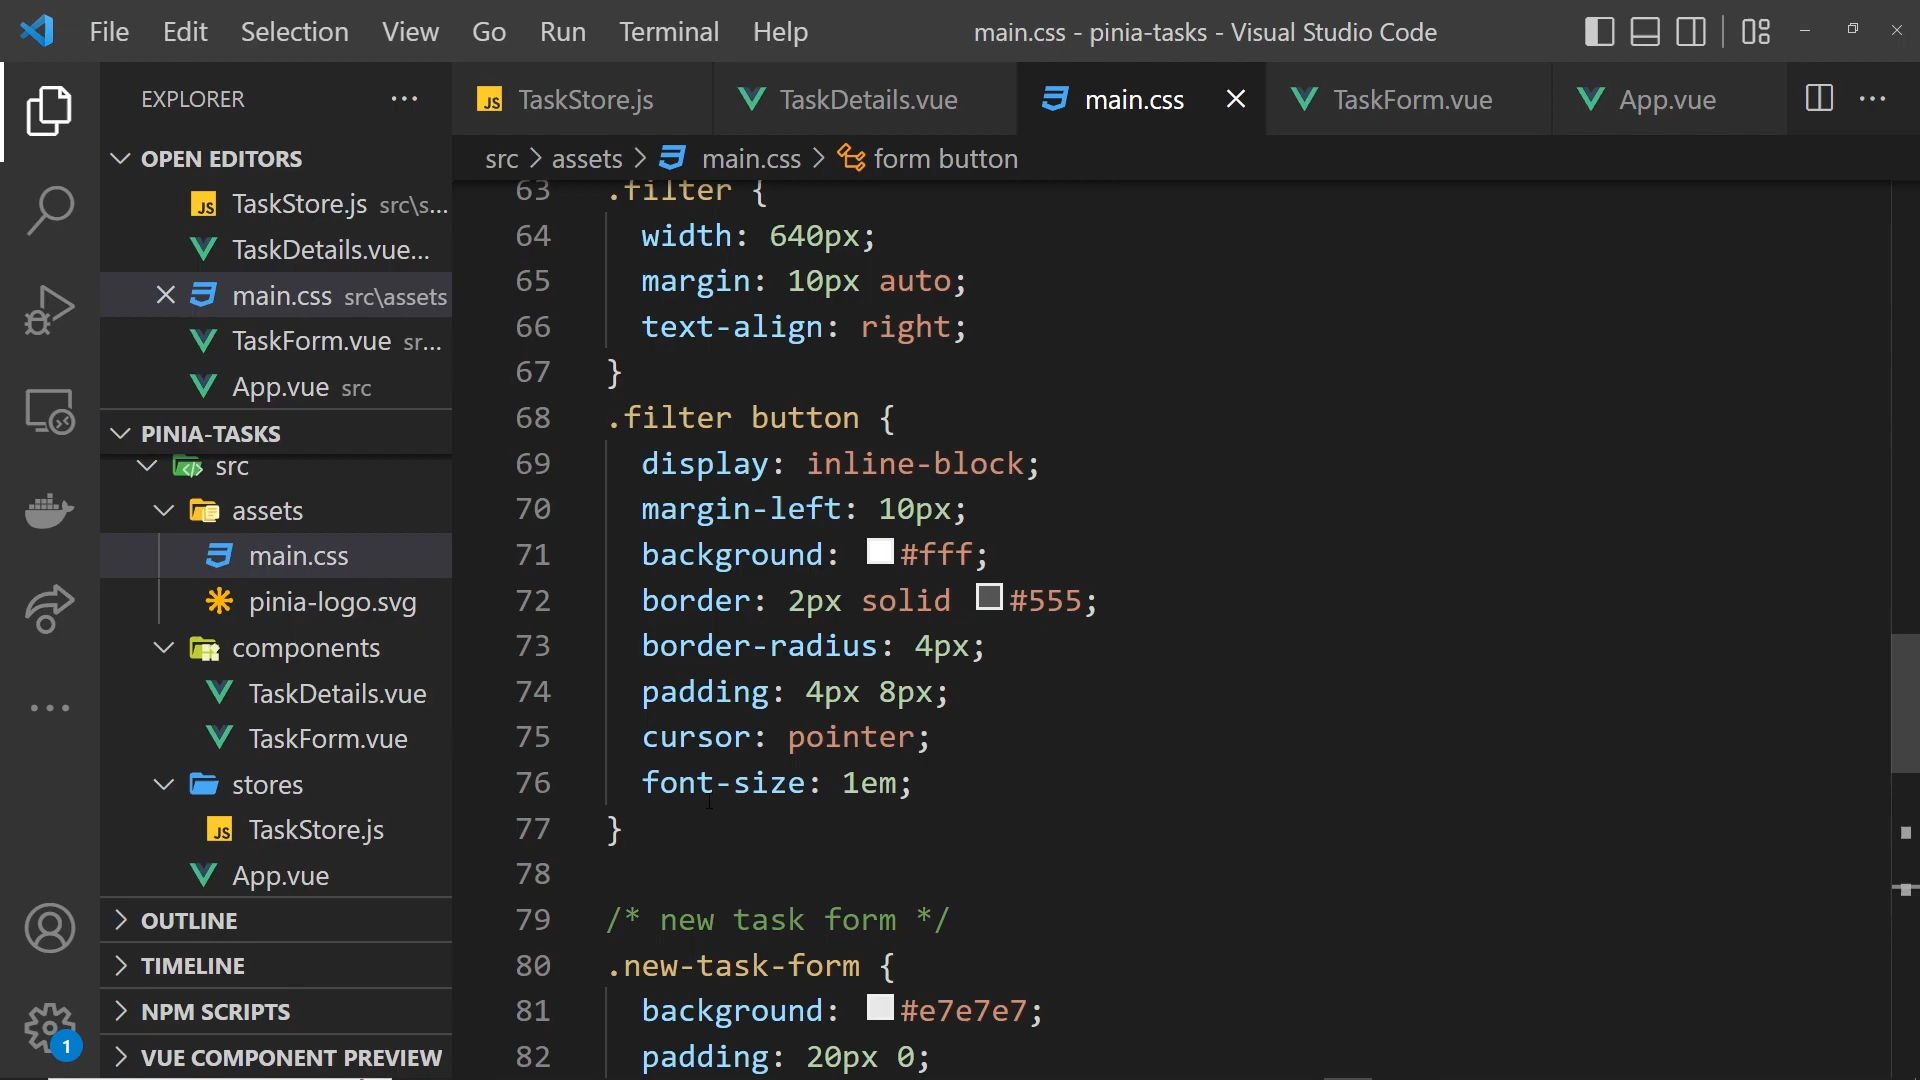 File Edit Selection View Go Run Terminal Help
main.css - pinia-tasks - Visual Studio Code
EXPLORER
OPEN EDITORS
TaskStore.js src\s...
TaskDetails.vue...
main.css src\assets
TaskForm.vue sr...
App.vue src
PINIA-TASKS
src
assets
main.css
pinia-logo.svg
components
TaskDetails.vue
TaskForm.vue
stores
TaskStore.js
App.vue
OUTLINE
TIMELINE
NPM SCRIPTS
VUE COMPONENT PREVIEW
1
TaskStore.js
TaskDetails.vue
main.css
TaskForm.vue
App.vue
src > assets > main.css > form button
63 .filter {
64 width: 640px;
65 margin: 10px auto;
66 text-align: right;
67 }
68 .filter button {
69 display: inline-block;
70 margin-left: 10px;
71 background: #fff;
72 border: 2px solid #555;
73 border-radius: 4px;
74 padding: 4px 8px;
75 cursor: pointer;
76 font-size: 1em;
77 }
78
79 /* new task form */
80 .new-task-form {
81 background: #e7e7e7;
82 padding: 20px 0;